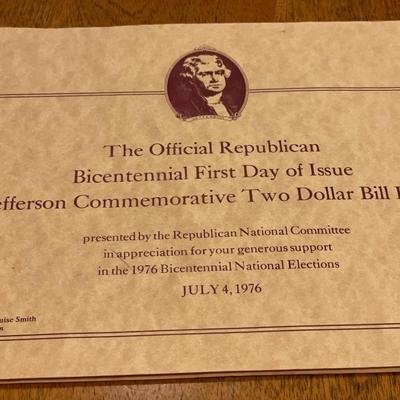 The Official Republican
Bicentennial First Day of Issue
efferson Commemorative Two Dollar Bill
presented by the Republican National Committee
in appreciation for your generous support
in the 1976 Bicentennial National Elections
JULY 4, 1976
uise Smith